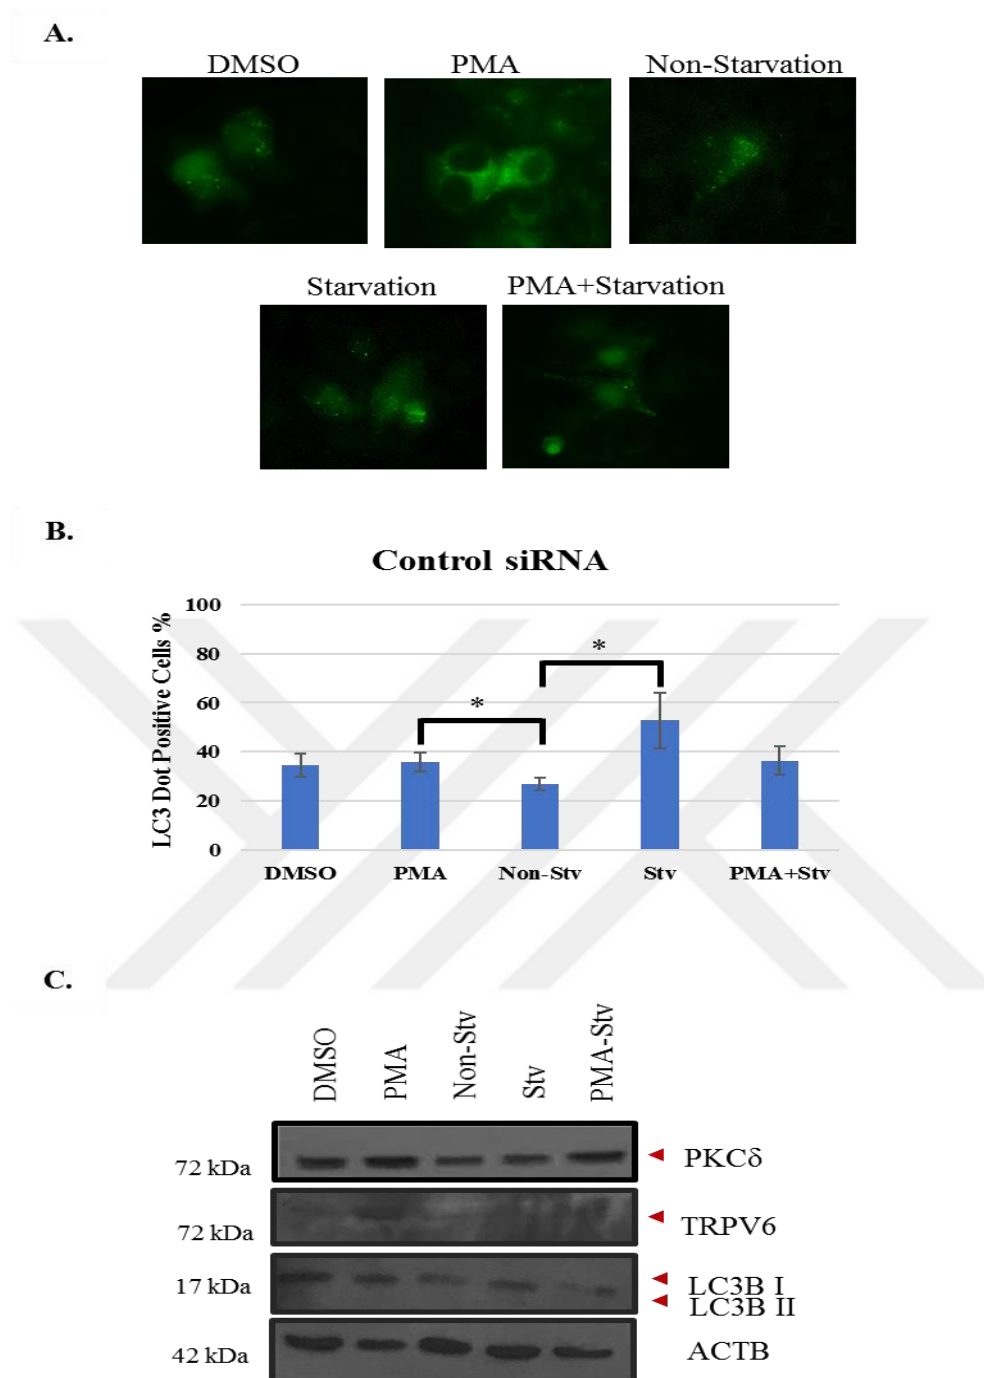 A.
DMSO PMA Non-Starvation
Starvation PMA+Starvation
B.
Control siRNA
LC3 Dot Positive Cells %
100
80
60
40
20
0
*
*
DMSO PMA Non-Stv Stv PMA+Stv
C.
DMSO PMA Non-Stv Stv PMA-Stv
72 kDa PKCδ
72 kDa TRPV6
17 kDa LC3B I
LC3B II
42 kDa ACTB